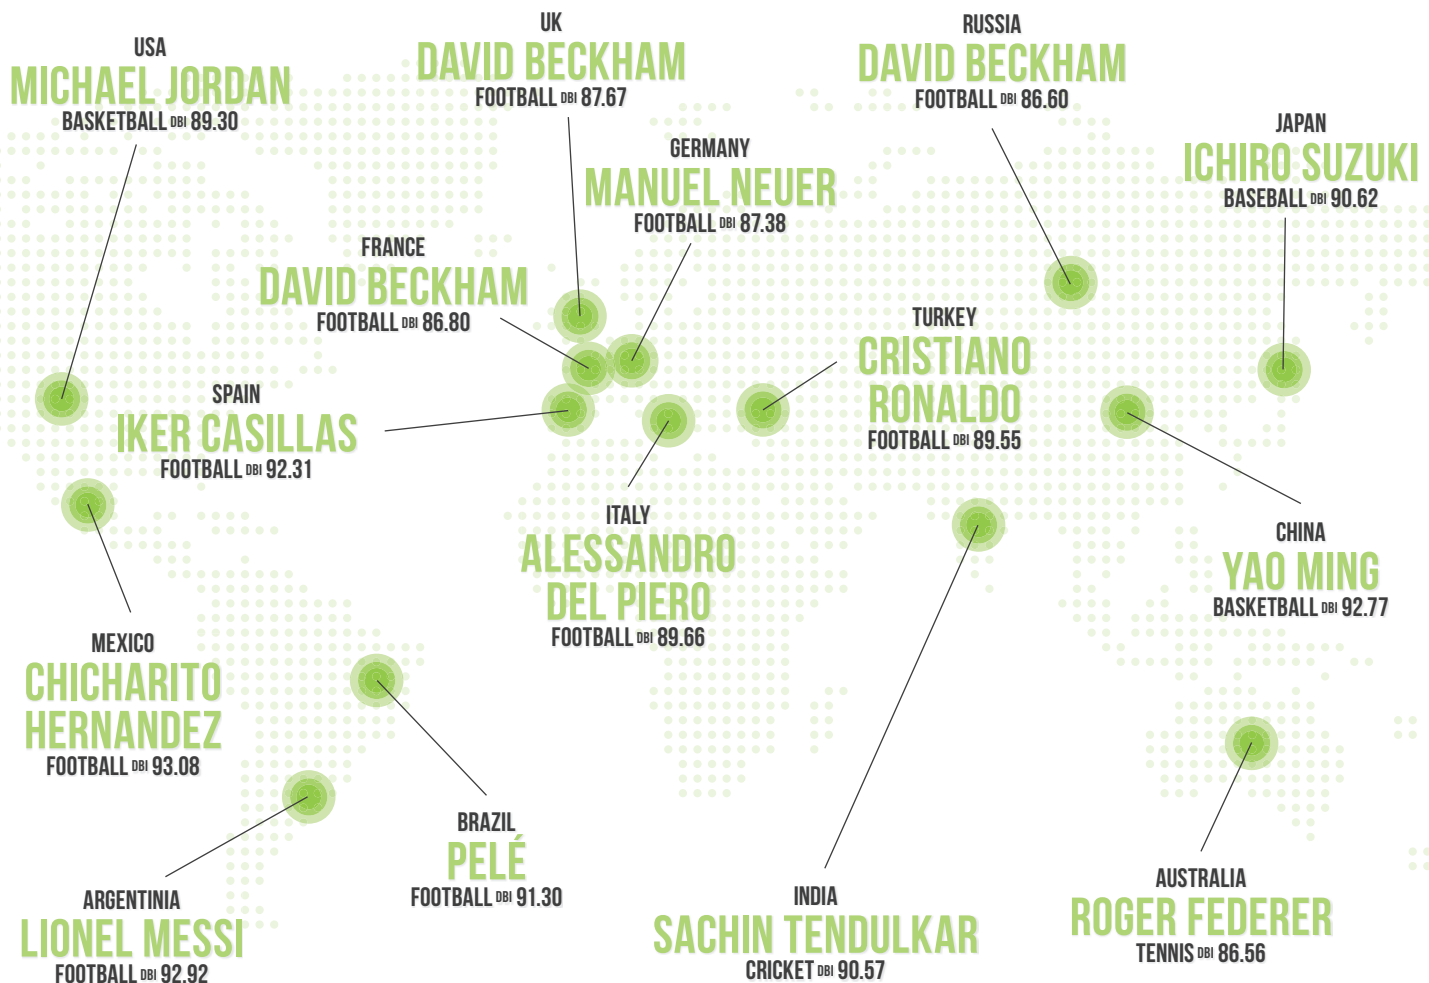 USA
MICHAEL JORDAN
BASKETBALL DBI 89.30
UK
DAVID BECKHAM
FOOTBALL DBI 87.67
RUSSIA
DAVID BECKHAM
FOOTBALL DBI 86.60
JAPAN
ICHIRO SUZUKI
BASEBALL DBI 90.62
GERMANY
MANUEL NEUER
FOOTBALL DBI 87.38
FRANCE
DAVID BECKHAM
FOOTBALL DBI 86.80
TURKEY
CRISTIANO
RONALDO
FOOTBALL DBI 89.55
SPAIN
IKER CASILLAS
FOOTBALL DBI 92.31
ITALY
ALESSANDRO
DEL PIERO
FOOTBALL DBI 89.66
CHINA
YAO MING
BASKETBALL DBI 92.77
MEXICO
CHICHARITO
HERNANDEZ
FOOTBALL DBI 93.08
BRAZIL
PELÉ
FOOTBALL DBI 91.30
ARGENTINIA
LIONEL MESSI
FOOTBALL DBI 92.92
INDIA
SACHIN TENDULKAR
CRICKET DBI 90.57
AUSTRALIA
ROGER FEDERER
TENNIS DBI 86.56